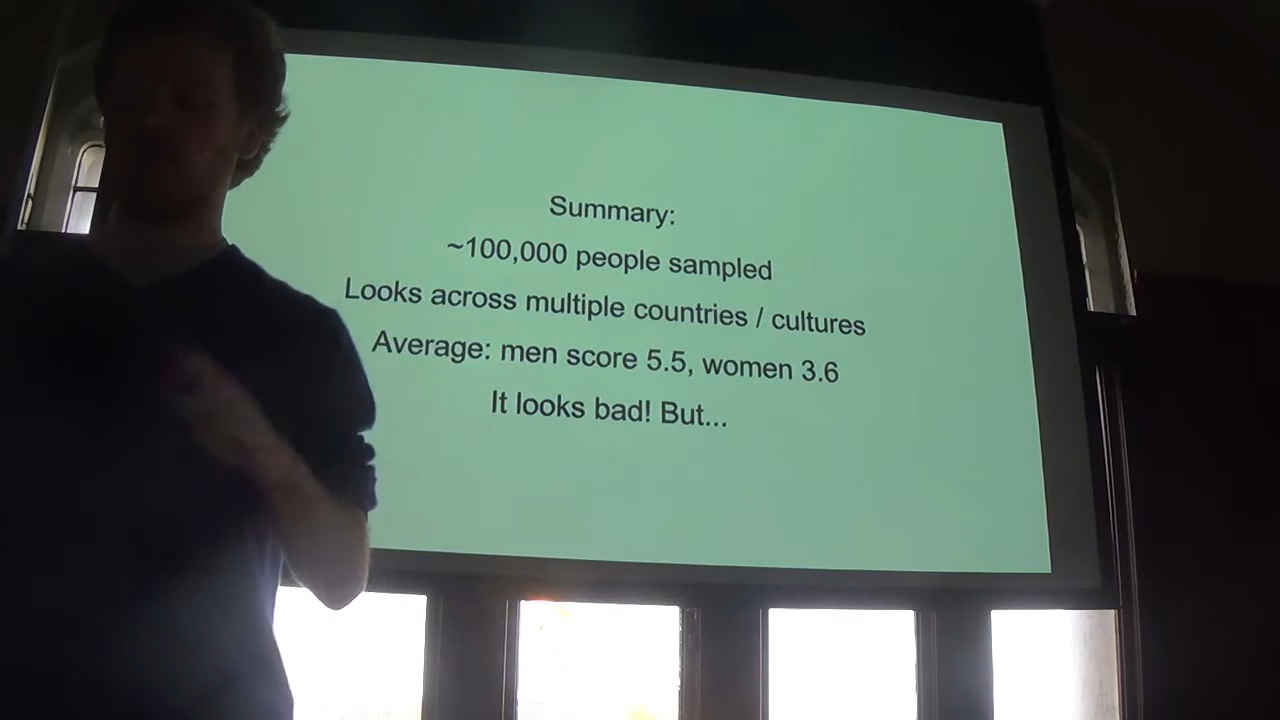 Summary:
~100,000 people sampled
Looks across multiple countries / cultures
Average: men score 5.5, women 3.6
It looks bad! But...